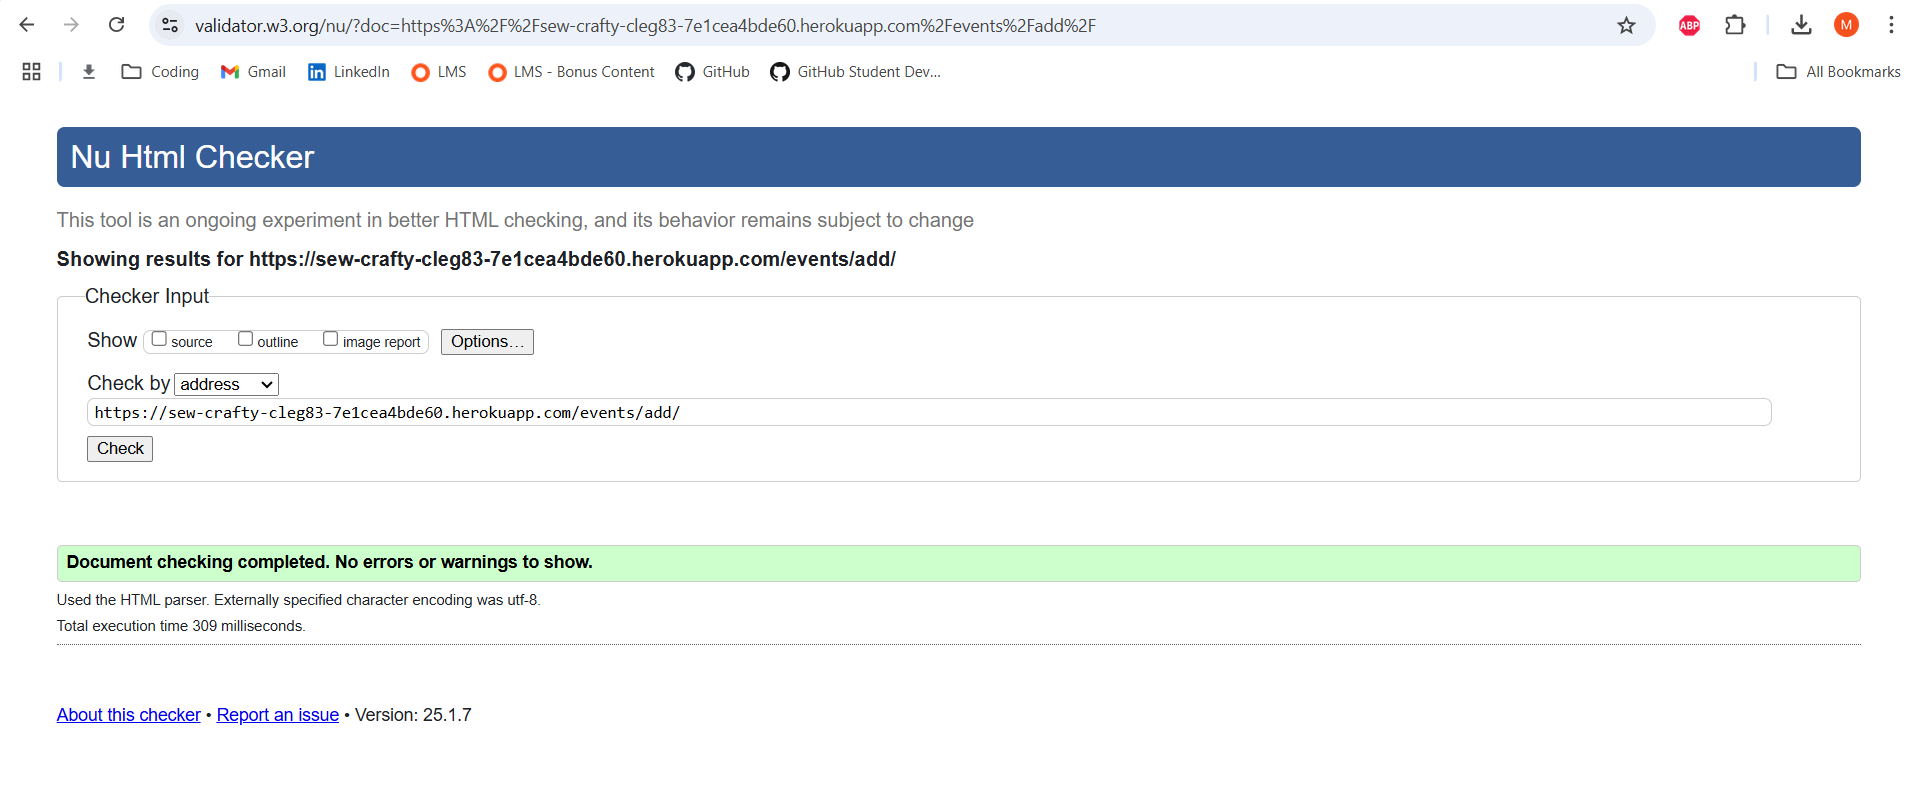 validator.w3.org/nu/?doc=https%3A%2F%2Fsew-crafty-cleg83-7e1cea4bde60.herokuapp.com%2Fevents%2Fadd%2F
ABP
M
Coding Gmail LinkedIn LMS LMS - Bonus Content GitHub GitHub Student Dev... All Bookmarks
Nu Html Checker
This tool is an ongoing experiment in better HTML checking, and its behavior remains subject to change
Showing results for https://sew-crafty-cleg83-7e1cea4bde60.herokuapp.com/events/add/
Checker Input
Show source outline image report Options...
Check by address
https://sew-crafty-cleg83-7e1cea4bde60.herokuapp.com/events/add/
Check
Document checking completed. No errors or warnings to show.
Used the HTML parser. Externally specified character encoding was utf-8.
Total execution time 309 milliseconds.
About this checker • Report an issue • Version: 25.1.7